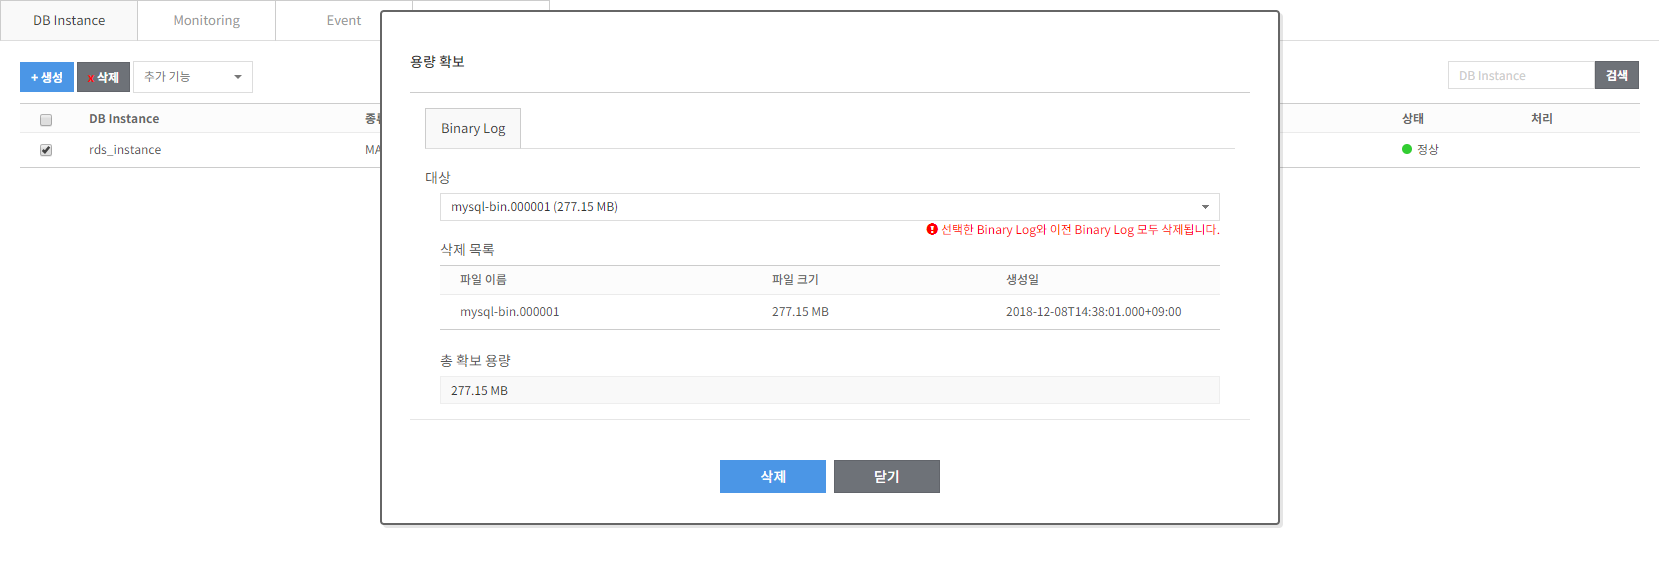 DB Instance
Monitoring
Event
용량 확보
+ 생성
x 삭제
추가 기능
DB Instance
검색
DB Instance
상태
처리
rds_instance
정상
Binary Log
대상
mysql-bin.000001 (277.15 MB)
선택한 Binary Log와 이전 Binary Log 모두 삭제됩니다.
삭제 목록
파일 이름 파일 크기 생성일
mysql-bin.000001 277.15 MB 2018-12-08T14:38:01.000+09:00
총 확보 용량
277.15 MB
삭제
닫기